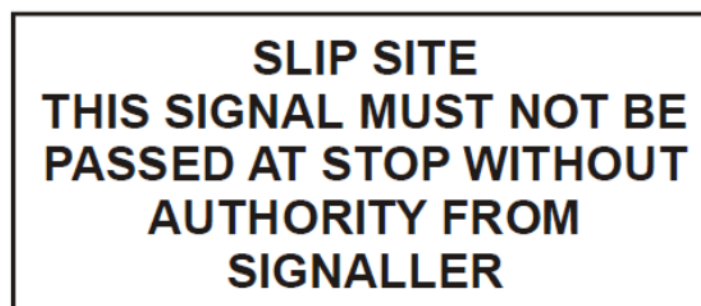 SLIP SITE
THIS SIGNAL MUST NOT BE
PASSED AT STOP WITHOUT
AUTHORITY FROM
SIGNALLER